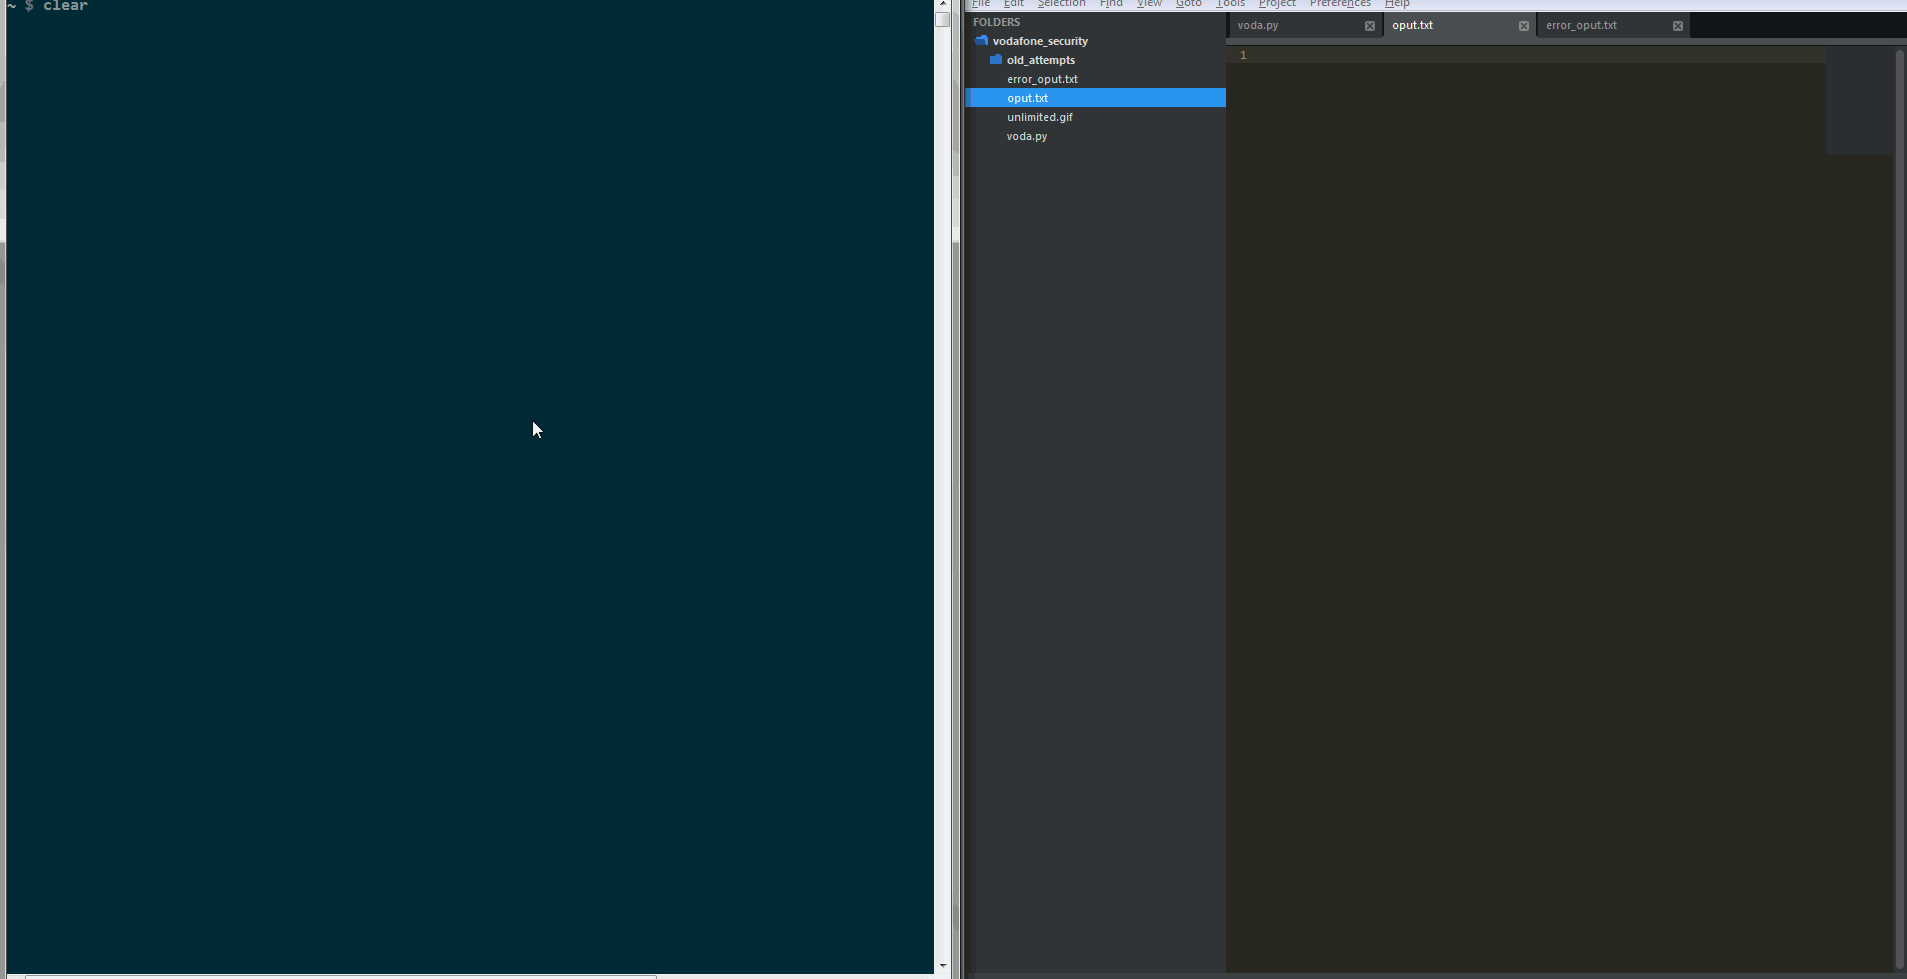 ~ $ clear
File Edit Selection Find View Goto Tools Project Preferences Help
FOLDERS
vodafone_security
old_attempts
error_oput.txt
oput.txt
unlimited.gif
voda.py
voda.py oput.txt error_oput.txt
1